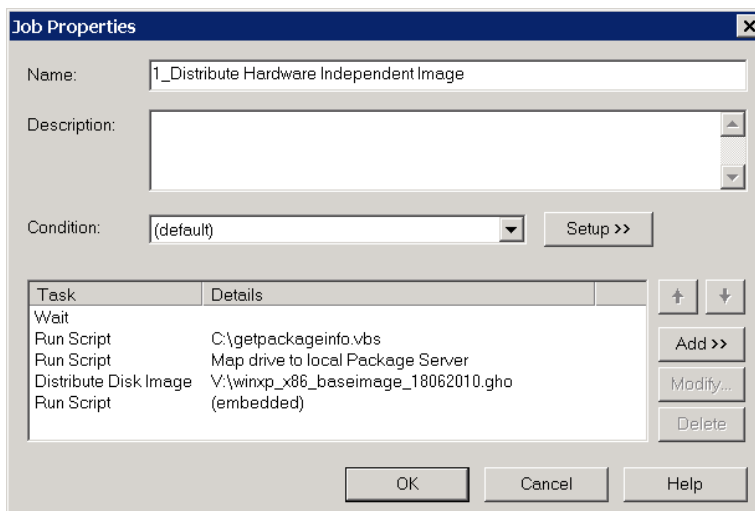 Job Properties
Name: 1_Distribute Hardware Independent Image
Description:
Condition: (default) Setup >>
Task Details
Wait
Run Script C:\getpackageinfo.vbs
Run Script Map drive to local Package Server
Distribute Disk Image V:\winxp_x86_baseimage_18062010.gho
Run Script (embedded)
Add >>
Modify...
Delete
OK Cancel Help